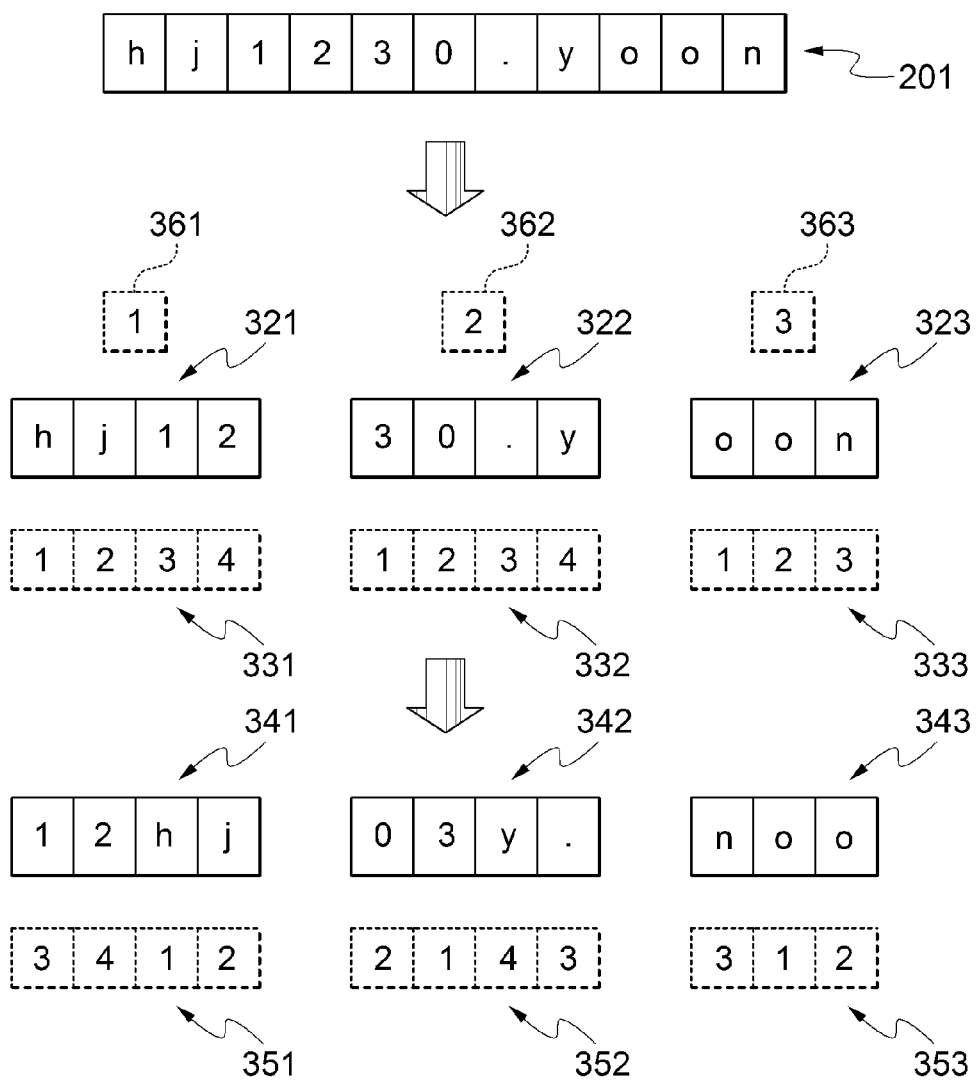 h j 1 2 3 0 . y o o n
201
361 362 363
1 2 3
321 322 323
h j 1 2 3 0 . y o o n
1 2 3 4 1 2 3 4 1 2 3
331 332 333
341 342 343
1 2 h j 0 3 y . n o o
3 4 1 2 2 1 4 3 3 1 2
351 352 353